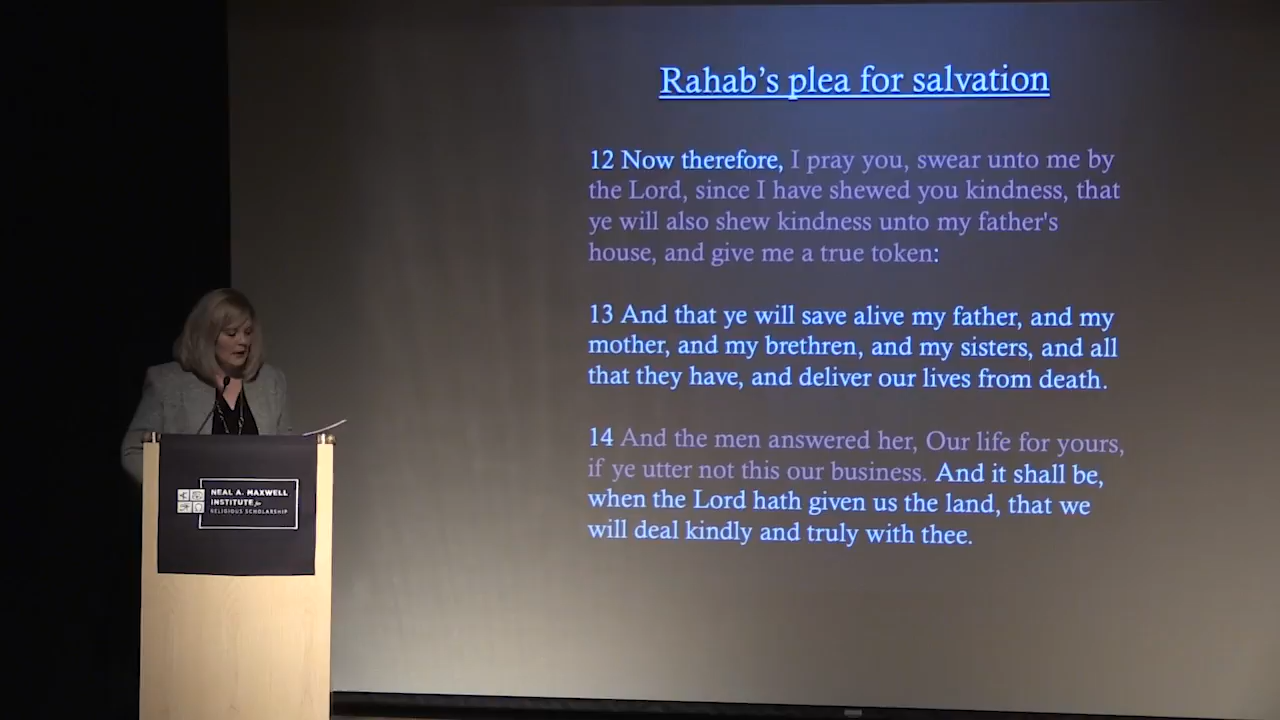 Rahab's plea for salvation
12 Now therefore, I pray you, swear unto me by
the Lord, since I have shewed you kindness, that
ye will also shew kindness unto my father's
house, and give me a true token:
13 And that ye will save alive my father, and my
mother, and my brethren, and my sisters, and all
that they have, and deliver our lives from death.
14 And the men answered her, Our life for yours,
if ye utter not this our business. And it shall be,
when the Lord hath given us the land, that we
will deal kindly and truly with thee.
NEAL A. MAXWELL
INSTITUTE for
RELIGIOUS SCHOLARSHIP